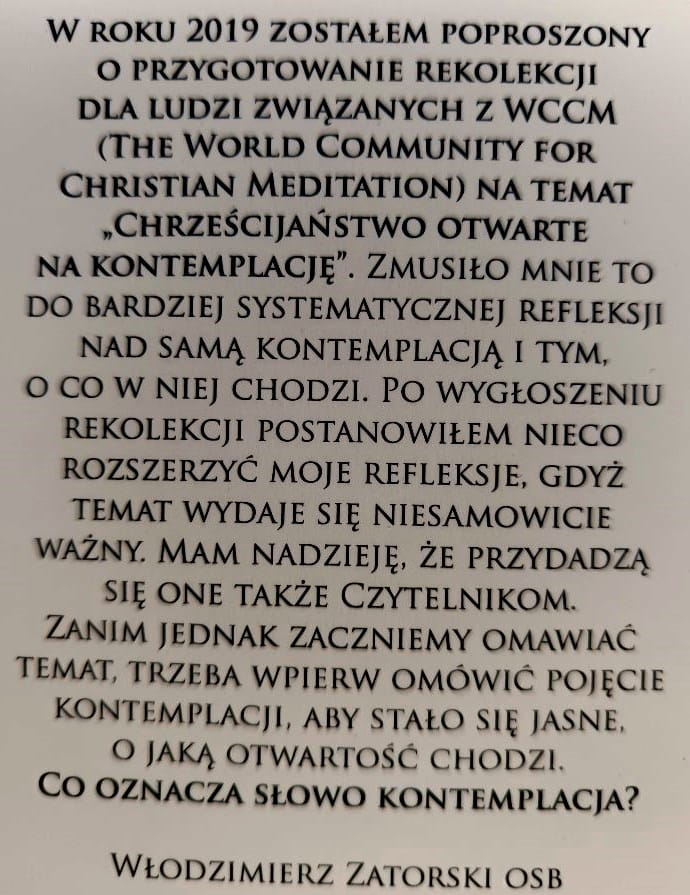 W ROKU 2019 ZOSTAŁEM POPROSZONY
O PRZYGOTOWANIE REKOLEKCJI
DLA LUDZI ZWIĄZANYCH Z WCCM
(THE WORLD COMMUNITY FOR
CHRISTIAN MEDITATION) NA TEMAT
„CHRZEŚCIJAŃSTWO OTWARTE
NA KONTEMPLACJĘ”. ZMUSIŁO MNIE TO
DO BARDZIEJ SYSTEMATYCZNEJ REFLEKSJI
NAD SAMĄ KONTEMPLACJĄ I TYM,
O CO W NIEJ CHODZI. PO WYGŁOSZENIU
REKOLEKCJI POSTANOWIŁEM NIECO
ROZSZERZYĆ MOJE REFLEKSJE, GDYŻ
TEMAT WYDAJE SIĘ NIESAMOWICIE
WAŻNY. MAM NADZIEJĘ, ŻE PRZYDADZĄ
SIĘ ONE TAKŻE CZYTELNIKOM.
ZANIM JEDNAK ZACZNIEMY OMAWIAĆ
TEMAT, TRZEBA WPIERW OMÓWIĆ POJĘCIE
KONTEMPLACJI, ABY STAŁO SIĘ JASNE,
O JAKĄ OTWARTOŚĆ CHODZI.
CO OZNACZA SŁOWO KONTEMPLACJA?
WŁODZIMIERZ ZATORSKI OSB